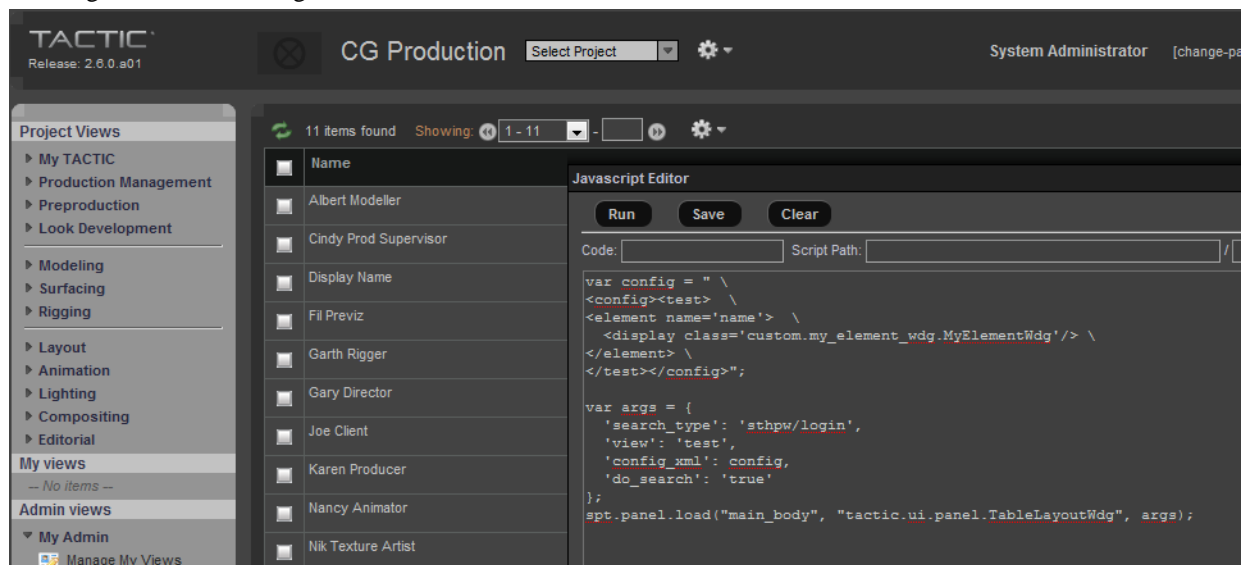 TACTIC
Release: 2.6.0.a01
CG Production
Select Project
System Administrator
[change-pa
Project Views
My TACTIC
Production Management
Preproduction
Look Development
Modeling
Surfacing
Rigging
Layout
Animation
Lighting
Compositing
Editorial
My views
-- No items --
Admin views
My Admin
Manage My Views
11 items found Showing: 1 - 11 -
Name
Albert Modeller
Cindy Prod Supervisor
Display Name
Fil Previz
Garth Rigger
Gary Director
Joe Client
Karen Producer
Nancy Animator
Nik Texture Artist
Javascript Editor
Run Save Clear
Code: Script Path: /
var config = " \
<config><test> \
<element name='name'> \
<display class='custom.my_element_wdg.MyElementWdg'/> \
</element> \
</test></config>";
var args = {
'search_type': 'sthpw/login',
'view': 'test',
'config_xml': config,
'do_search': 'true'
};
spt.panel.load("main_body", "tactic.ui.panel.TableLayoutWdg", args);